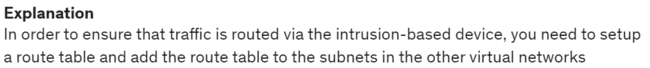 Explanation
In order to ensure that traffic is routed via the intrusion-based device, you need to setup
a route table and add the route table to the subnets in the other virtual networks